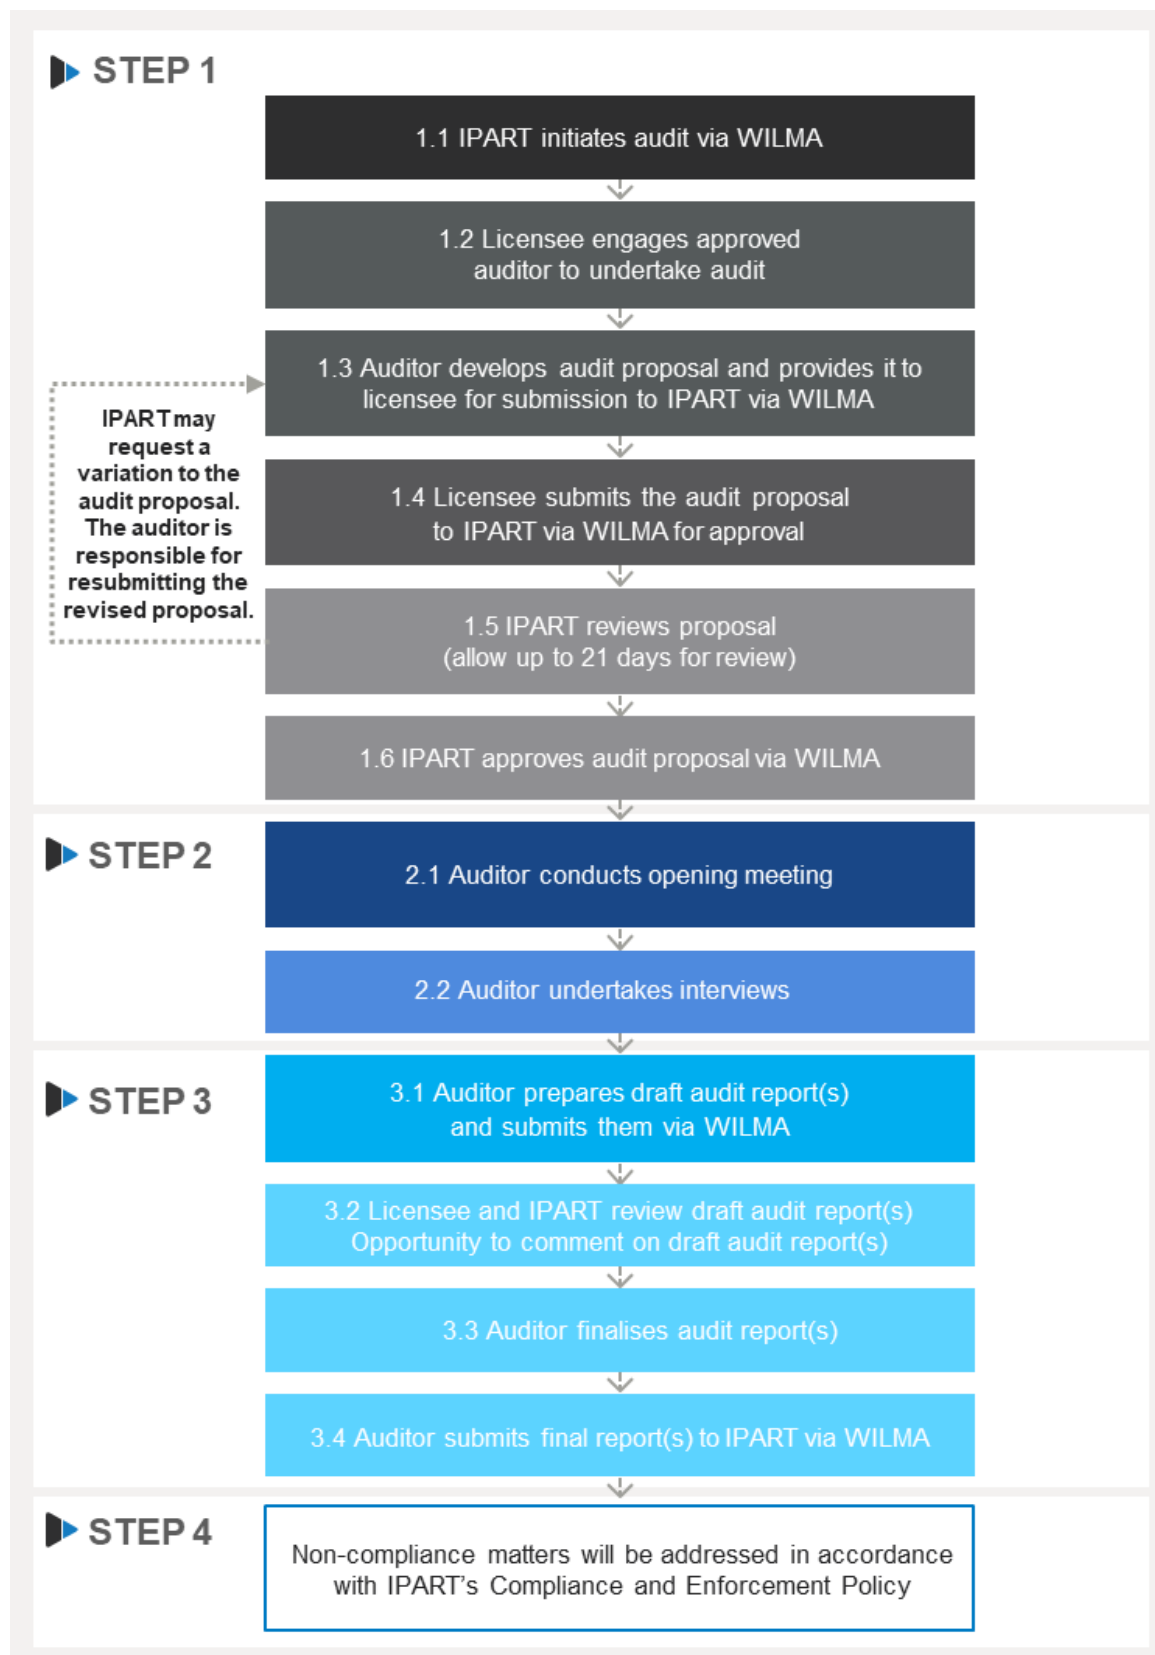 STEP 1
1.1 IPART initiates audit via WILMA
1.2 Licensee engages approved
auditor to undertake audit
1.3 Auditor develops audit proposal and provides it to
licensee for submission to IPART via WILMA
IPART may
request a
variation to the
audit proposal.
The auditor is
responsible for
resubmitting the
revised proposal.
1.4 Licensee submits the audit proposal
to IPART via WILMA for approval
1.5 IPART reviews proposal
(allow up to 21 days for review)
1.6 IPART approves audit proposal via WILMA
STEP 2
2.1 Auditor conducts opening meeting
2.2 Auditor undertakes interviews
STEP 3
3.1 Auditor prepares draft audit report(s)
and submits them via WILMA
3.2 Licensee and IPART review draft audit report(s)
Opportunity to comment on draft audit report(s)
3.3 Auditor finalises audit report(s)
3.4 Auditor submits final report(s) to IPART via WILMA
STEP 4
Non-compliance matters will be addressed in accordance
with IPART's Compliance and Enforcement Policy